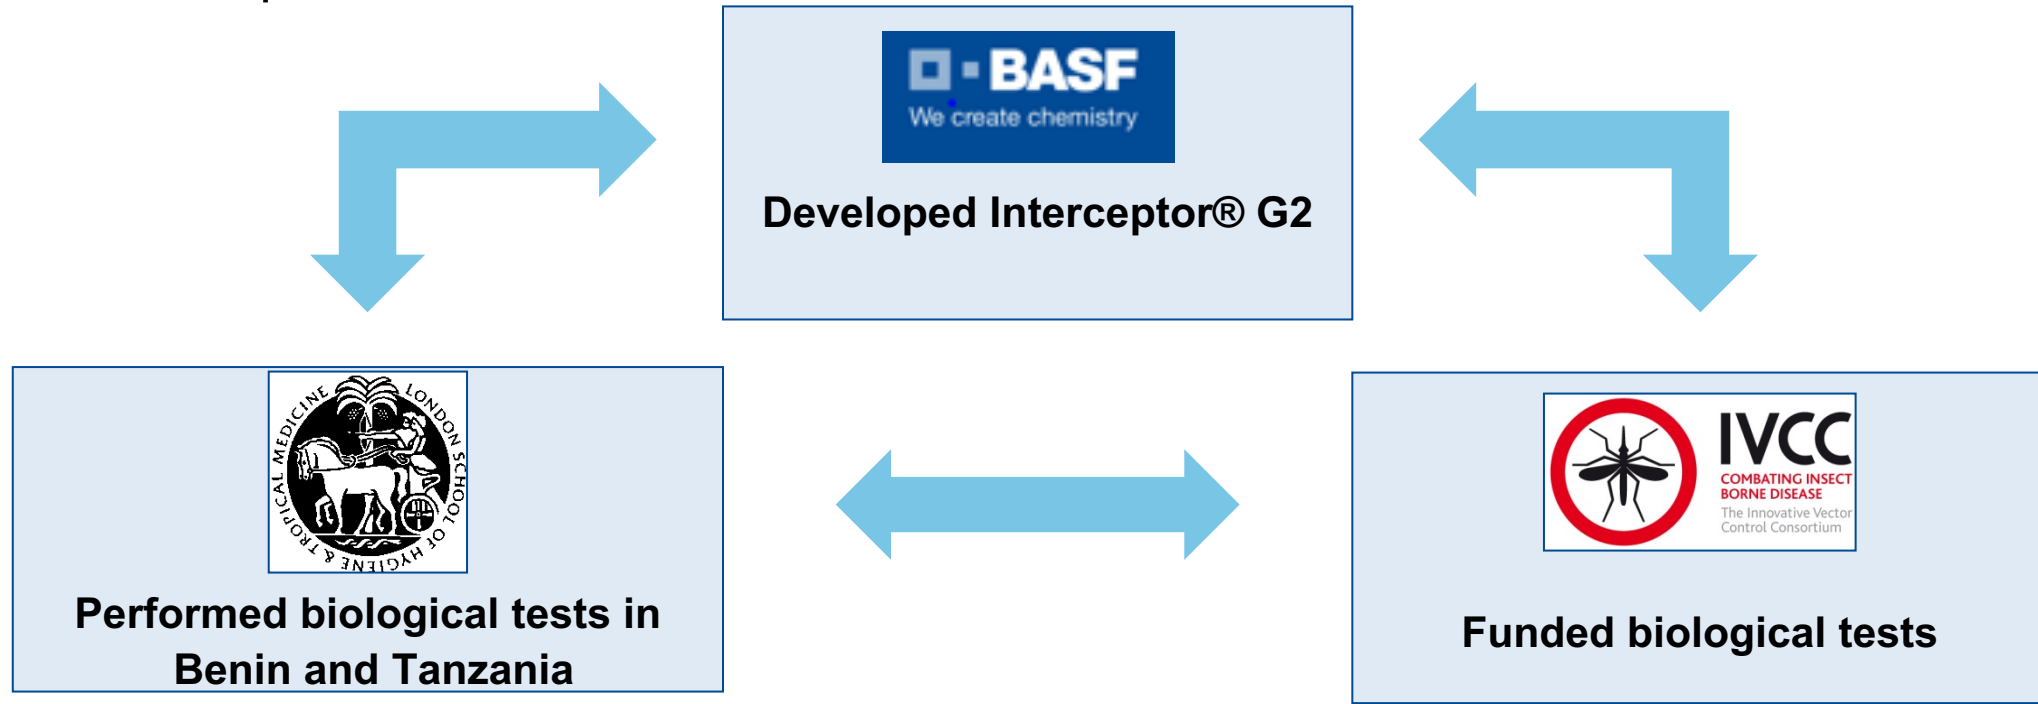 BASF
We create chemistry
Developed Interceptor® G2
LONDON SCHOOL OF HYGIENE & TROPICAL MEDICINE
Performed biological tests in
Benin and Tanzania
IVCC
COMBATING INSECT
BORNE DISEASE
The Innovative Vector
Control Consortium
Funded biological tests